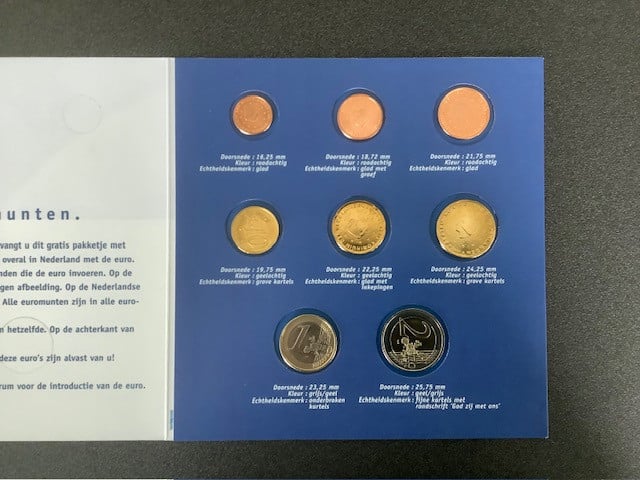 munten.
vangt u dit gratis pakketje met
overal in Nederland met de euro.
nden die de euro invoeren. Op de
gen afbeelding. Op de Nederlandse
Alle euromunten zijn in alle euro-
n hetzelfde. Op de achterkant van
deze euro's zijn alvast van u!
rum voor de introductie van de euro.
Doorsnede : 16,25 mm
Kleur : roodachtig
Echtheidskenmerk : glad
Doorsnede : 18,72 mm
Kleur : roodachtig
Echtheidskenmerk : glad met
groef
Doorsnede : 21,75 mm
Kleur : roodachtig
Echtheidskenmerk : glad
10
Doorsnede : 19,75 mm
Kleur : geelachtig
Echtheidskenmerk : grove kartels
Doorsnede : 22,25 mm
Kleur : geelachtig
Echtheidskenmerk : glad met
inkepingen
Doorsnede : 24,25 mm
Kleur : geelachtig
Echtheidskenmerk : grove kartels
1
2
Doorsnede : 23,25 mm
Kleur : grijs/geel
Echtheidskenmerk : onderbroken
kartels
Doorsnede : 25,75 mm
Kleur : geel/grijs
Echtheidskenmerk : fijne kartels met
randschrift "God zij met ons"